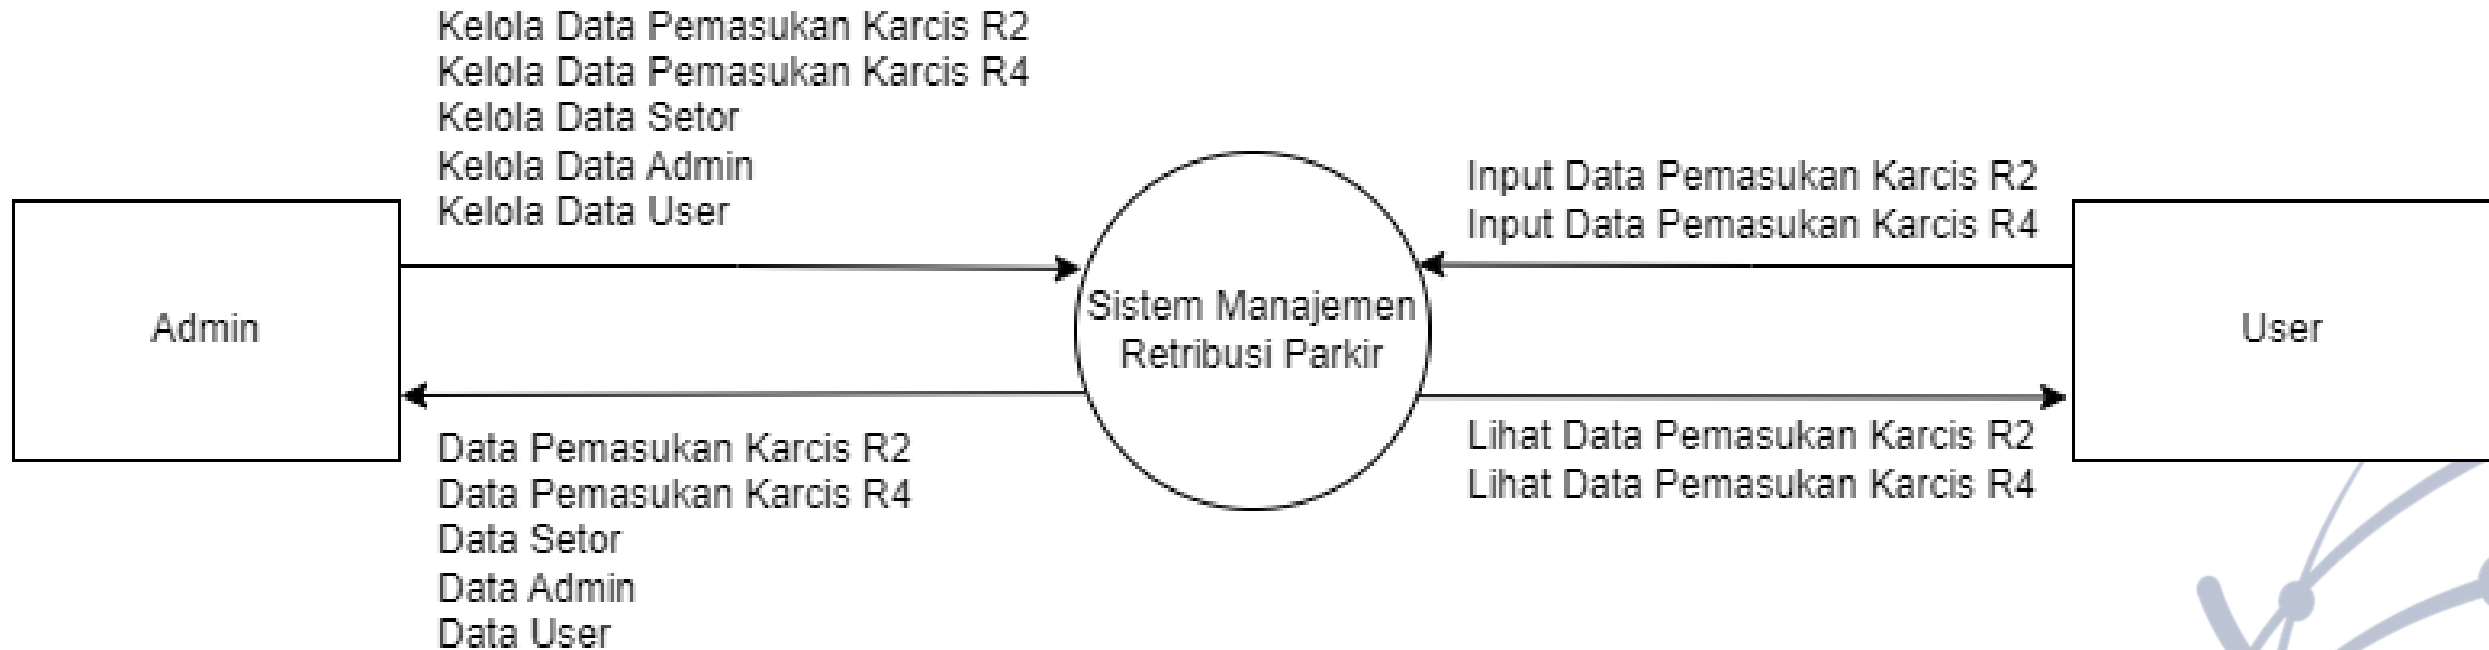 Kelola Data Pemasukan Karcis R2
Kelola Data Pemasukan Karcis R4
Kelola Data Setor
Kelola Data Admin
Kelola Data User
Admin
Data Pemasukan Karcis R2
Data Pemasukan Karcis R4
Data Setor
Data Admin
Data User
Sistem Manajemen
Retribusi Parkir
Input Data Pemasukan Karcis R2
Input Data Pemasukan Karcis R4
Lihat Data Pemasukan Karcis R2
Lihat Data Pemasukan Karcis R4
User